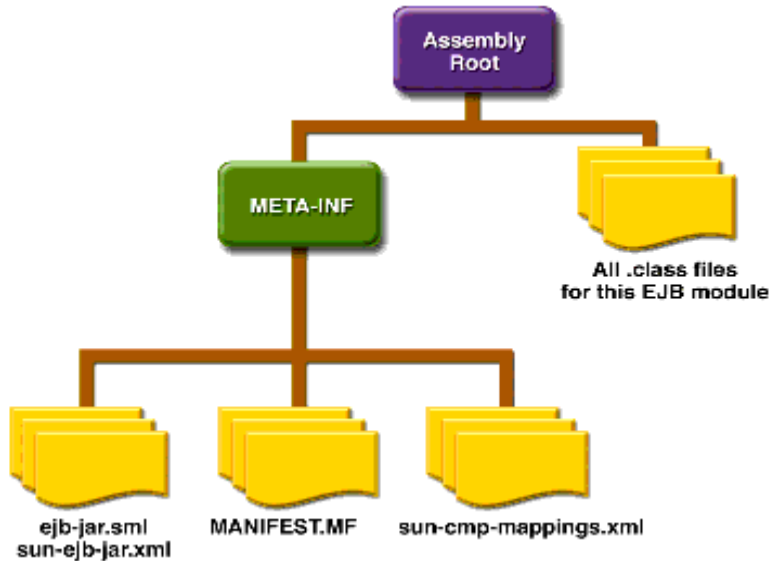 Assembly
Root
META-INF
All .class files
for this EJB module
ejb-jar.sml
sun-ejb-jar.xml
MANIFEST.MF
sun-cmp-mappings.xml